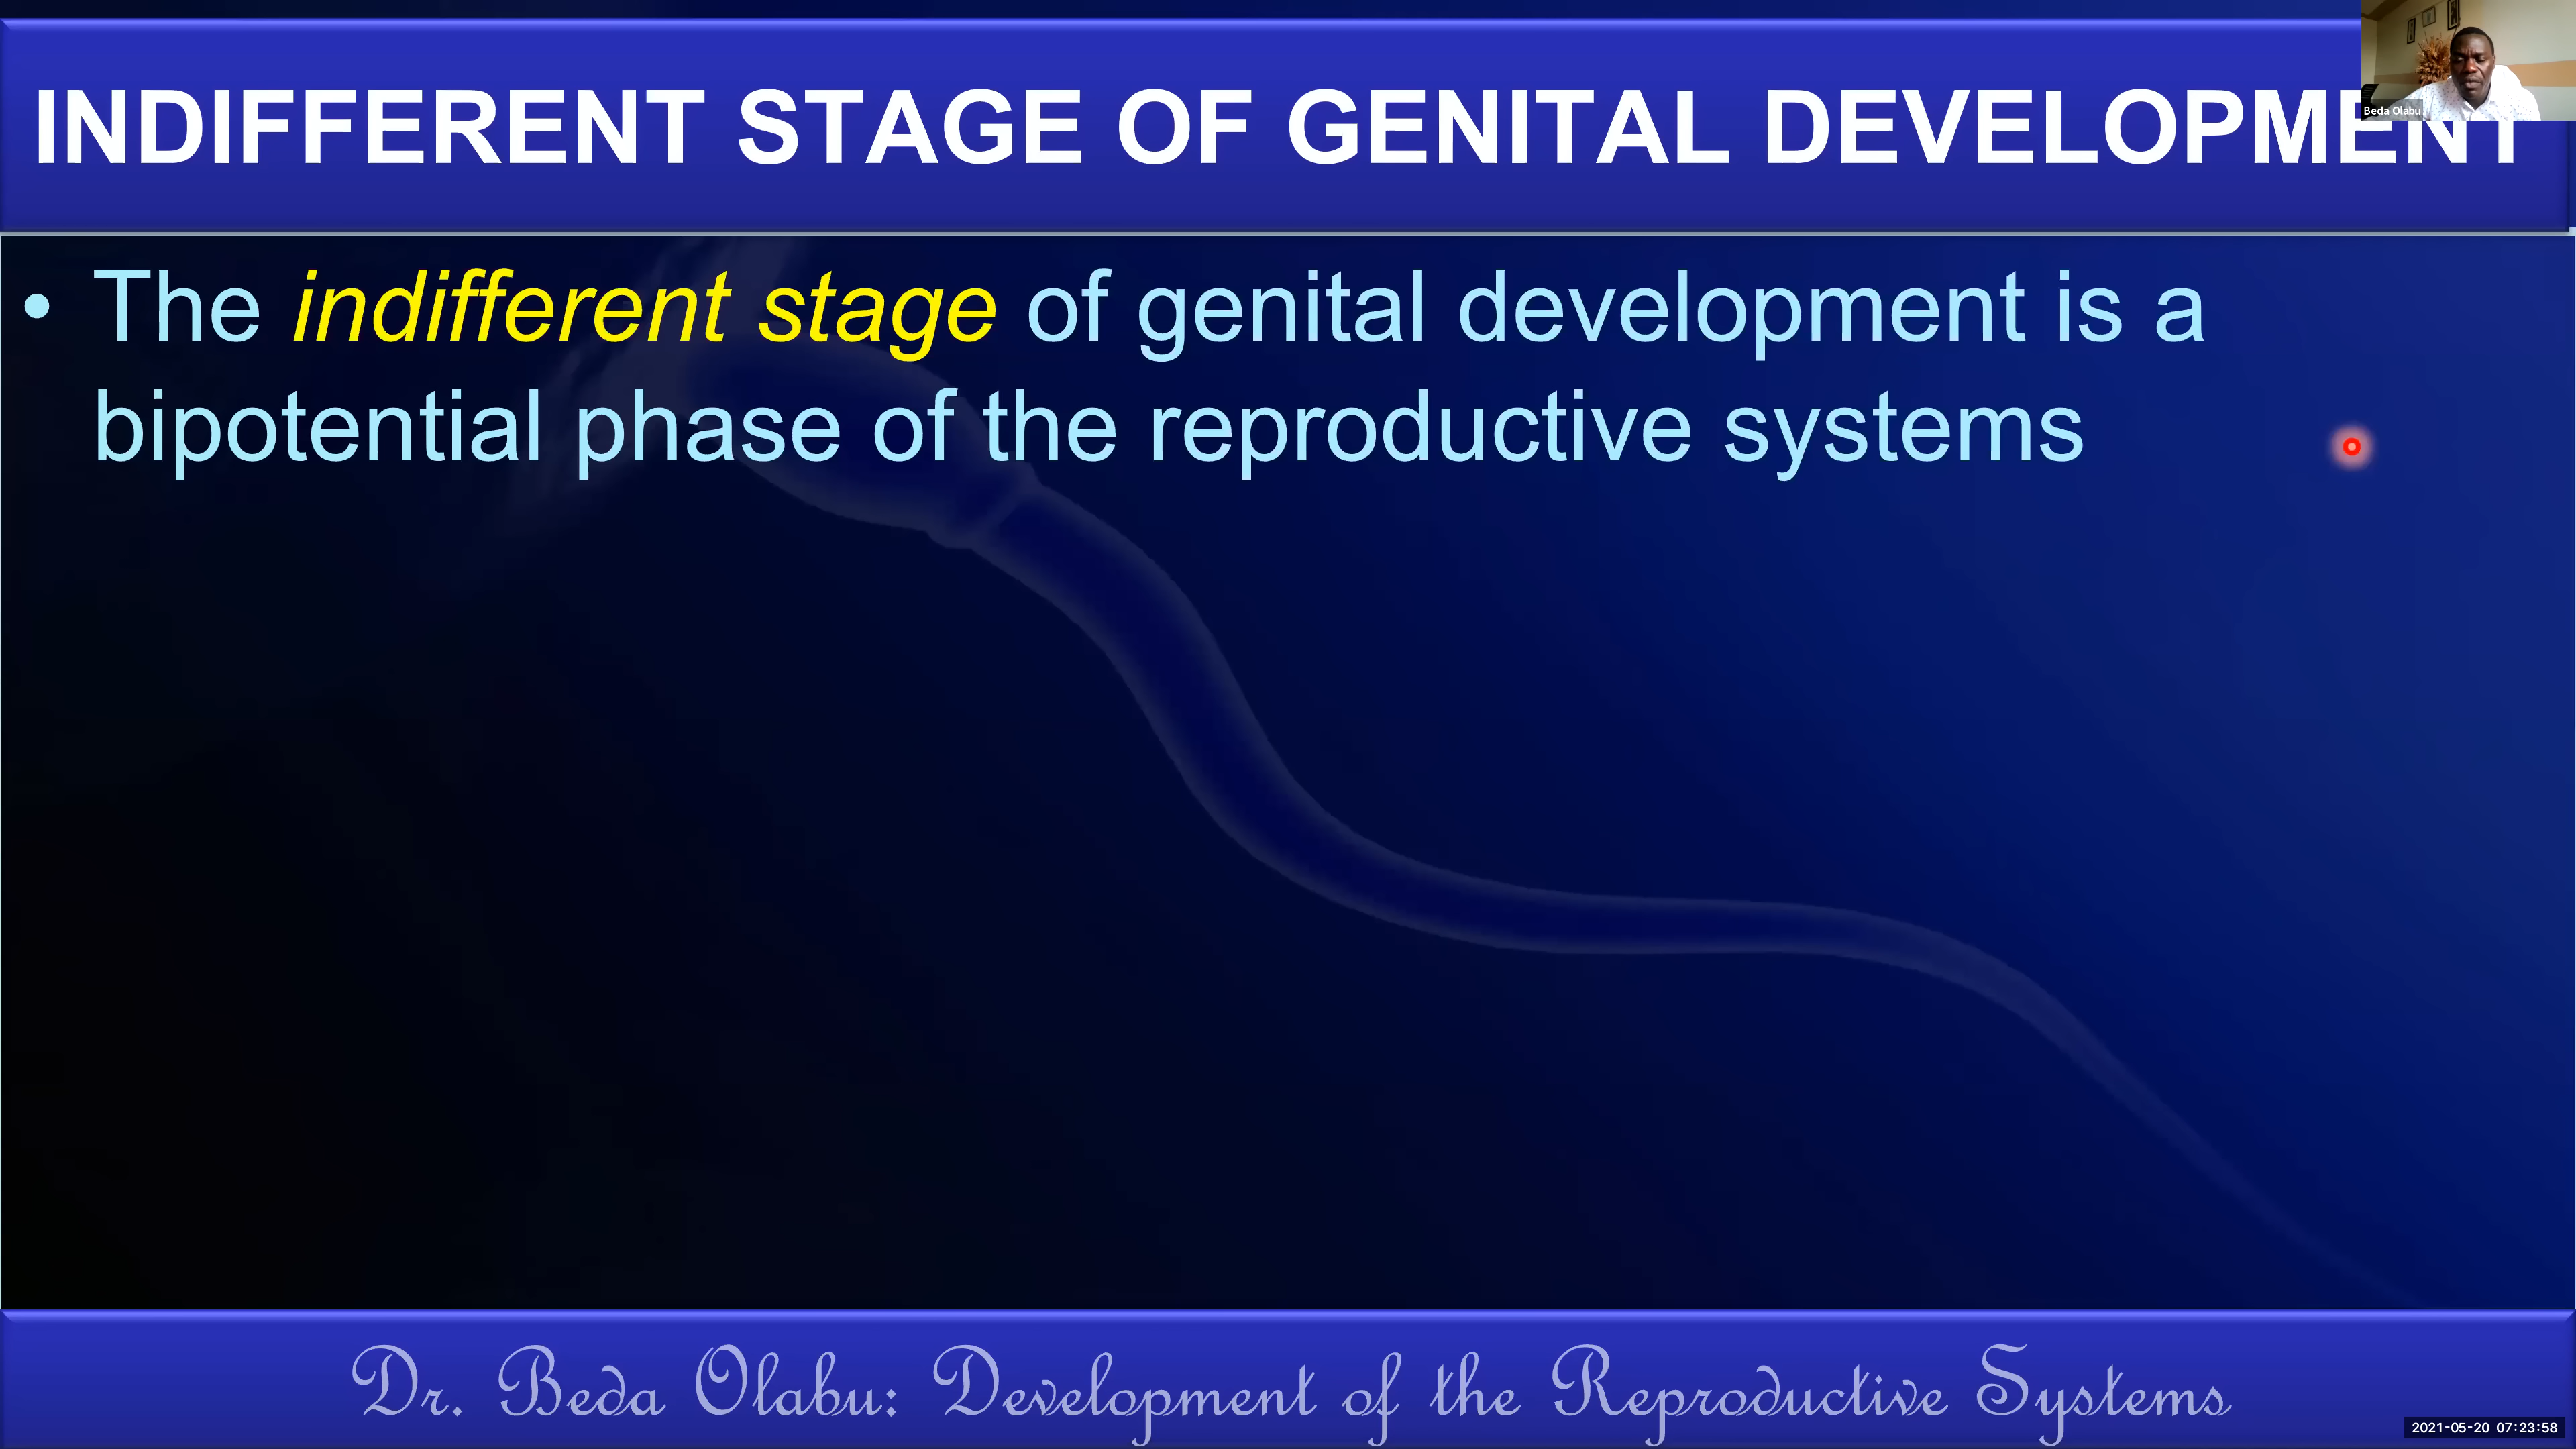 INDIFFERENT STAGE OF GENITAL DEVELOPMENT
Beda Olabu
• The indifferent stage of genital development is a
bipotential phase of the reproductive systems
Dr. Beda Olabu: Development of the Reproductive Systems
2021-05-20 07:23:58